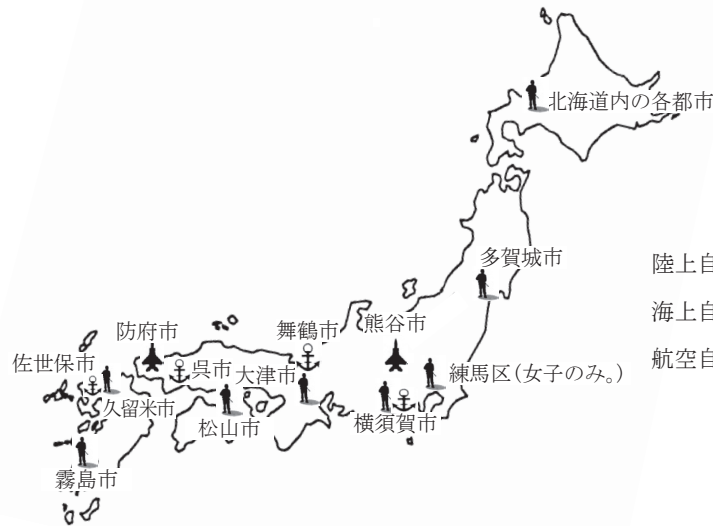 北海道内の各都市
多賀城市
陸上自
海上自
航空自
防府市
舞鶴市
熊谷市
佐世保市
呉市
大津市
練馬区(女子のみ。)
久留米市
松山市
横須賀市
霧島市